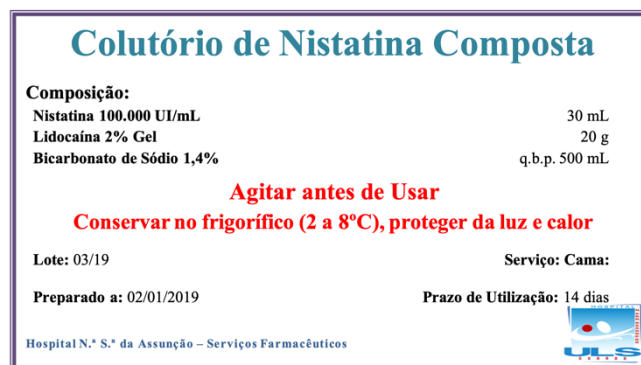 Colutório de Nistatina Composta
Composição:
Nistatina 100.000 UI/mL 30 mL
Lidocaína 2% Gel 20 g
Bicarbonato de Sódio 1,4% q.b.p. 500 mL
Agitar antes de Usar
Conservar no frigorífico (2 a 8ºC), proteger da luz e calor
Lote: 03/19 Serviço: Cama:
Preparado a: 02/01/2019 Prazo de Utilização: 14 dias
Hospital N.ª S.ª da Assunção – Serviços Farmacêuticos
ULS